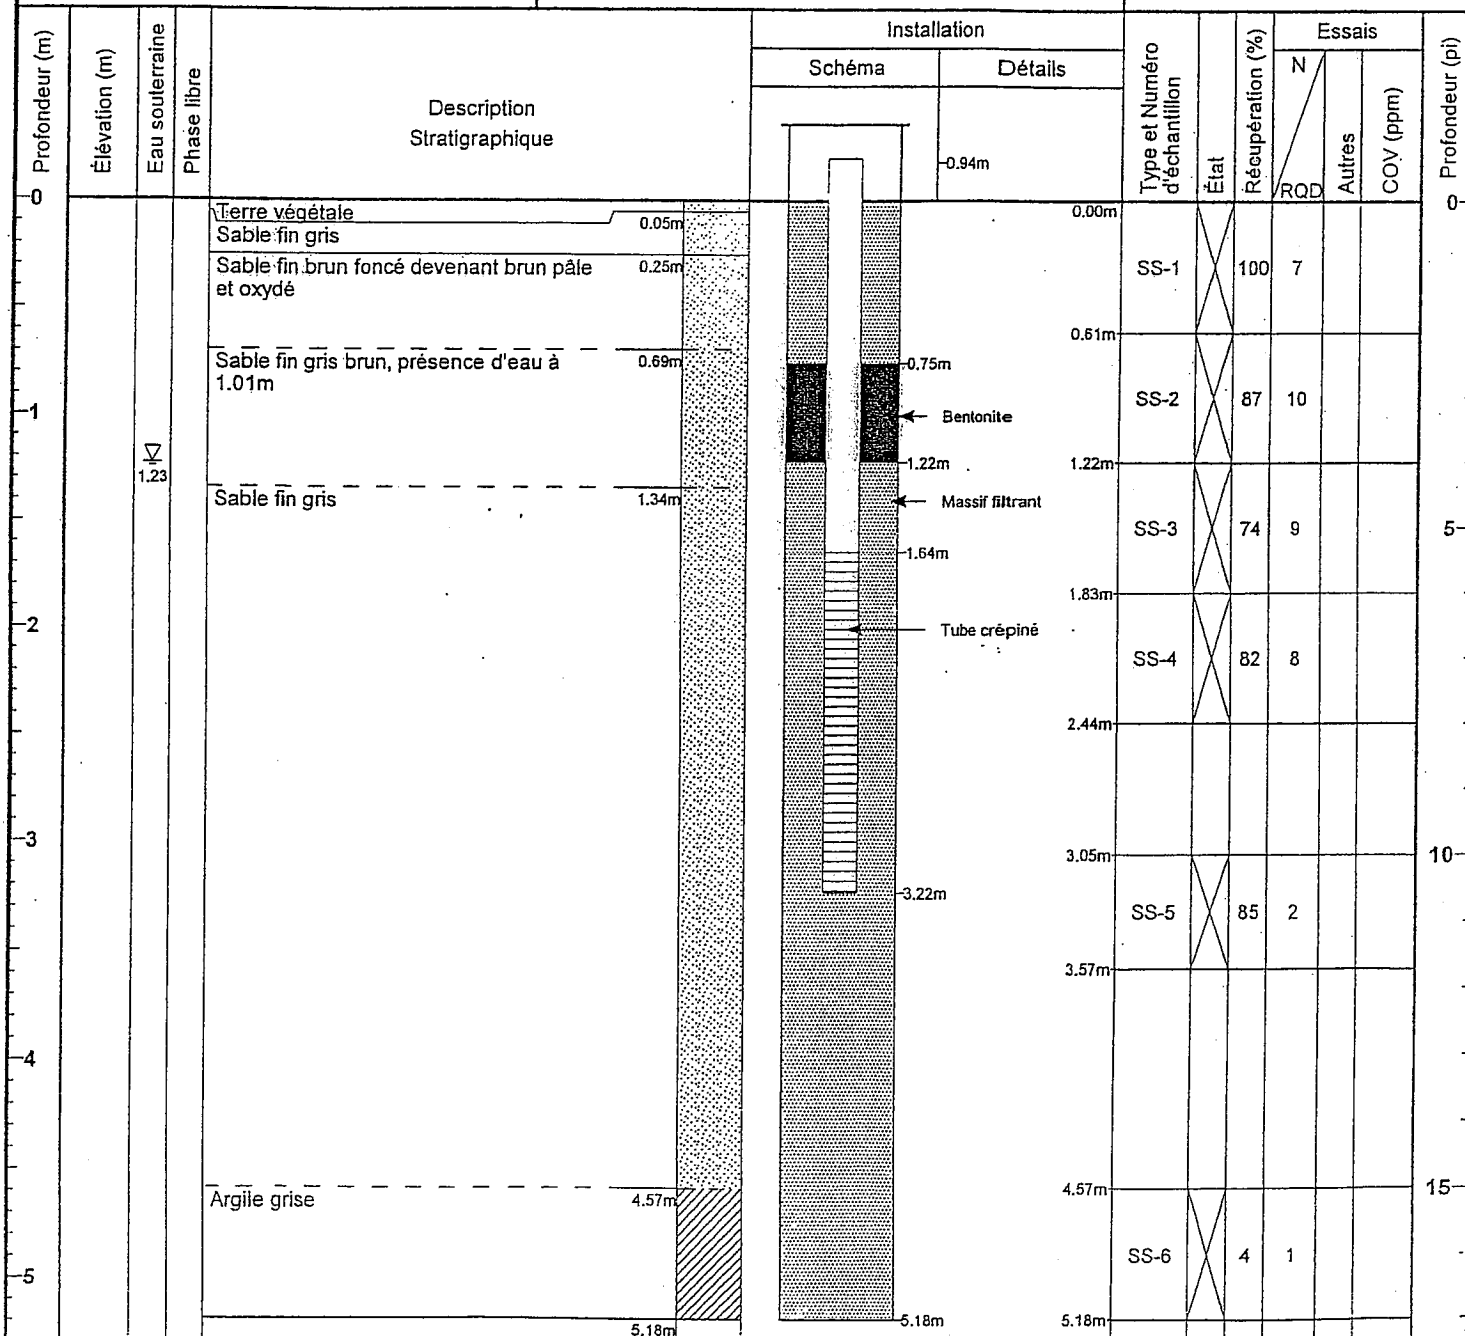 Profondeur (m)
Élévation (m)
Eau souterraine
Phase libre
Description
Stratigraphique
Installation
Schéma
Détails
Type et Numéro
d'échantillon
État
Récupération (%)
Essais
N
RQD
Autres
COV (ppm)
Profondeur (pi)
0.94m
0
0
Terre végétale
0.05m
0.00m
Sable fin gris
Sable fin brun foncé devenant brun pâle
et oxydé
0.25m
SS-1
100
7
0.61m
Sable fin gris brun, présence d'eau à
1.01m
0.69m
0.75m
1
Bentonite
SS-2
87
10
1.23
1.22m
1.22m
Sable fin gris
1.34m
Massif filtrant
SS-3
74
9
5
1.64m
1.83m
2
Tube crépiné
SS-4
82
8
2.44m
3
3.05m
10
3.22m
SS-5
85
2
3.57m
4
Argile grise
4.57m
4.57m
15
SS-6
4
1
5
5.18m
5.18m
5.18m